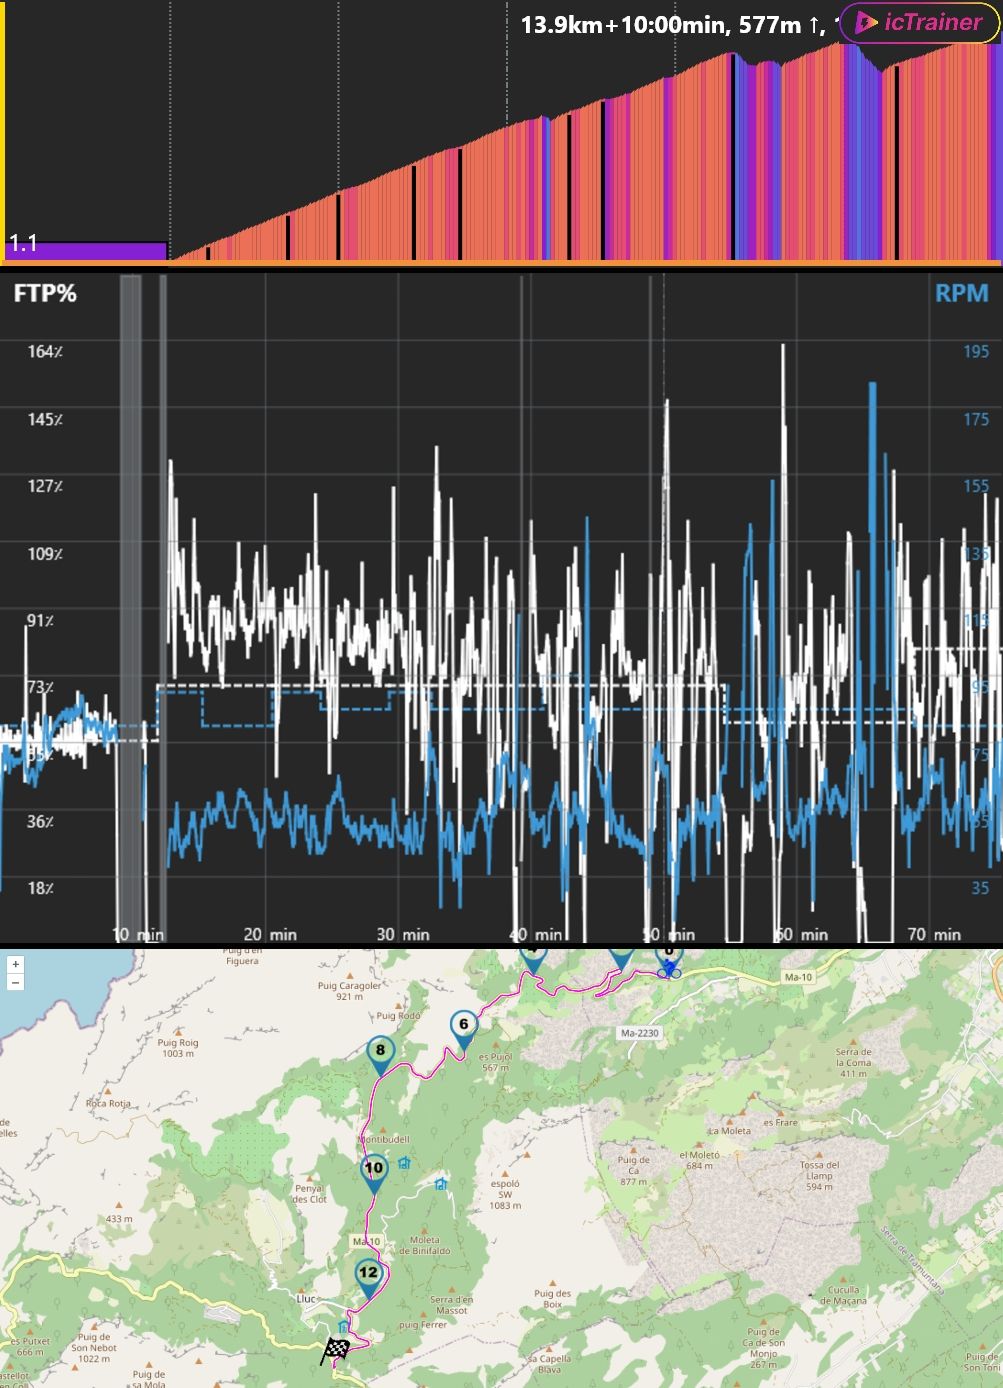 13.9km+10:00min, 577m ↑,
icTrainer
1.1
FTP%
RPM
164%
195
145%
175
127%
155
109%
135
91%
115
73%
95
55%
75
36%
55
18%
35
10 min
20 min
30 min
40 min
50 min
60 min
70 min
Puig d'en
Figuera
Puig Caragoler
921 m
Puig Rodó
Ma-10
Puig Roig
1003 m
6
es Pujol
567 m
Ma-2230
8
Serra de
la Coma
411 m
Roca Rotja
de
elles
Montibudell
La Moleta
es Frare
10
Penyal
des Clot
espoló
SW
1083 m
Puig de
Ca
877 m
el Moletó
684 m
Tossa del
Llamp
594 m
433 m
Ma-10
Moleta
de Binifaldó
Serra de Tramuntana
12
Lluc
Serra d'en
Massot
puig Ferrer
Puig des
Boix
Cuculla
de Maçana
es Putxet
666 m
Puig de
Son Nebot
1022 m
Puig de
sa Mola
sa Capella
Blava
Puig de
Ca de Son
Monjo
267 m
Puig de
Son Toni
astellot
en Coll
+
−